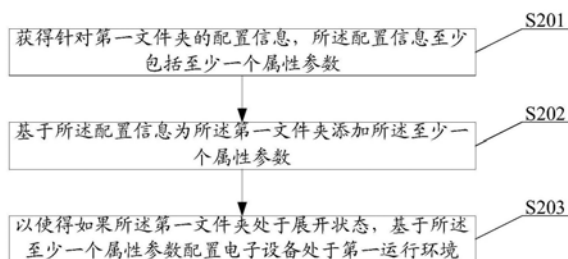 S201
获得针对第一文件夹的配置信息，所述配置信息至少
包括至少一个属性参数
S202
基于所述配置信息为所述第一文件夹添加所述至少一
个属性参数
S203
以使得如果所述第一文件夹处于展开状态，基于所述
至少一个属性参数配置电子设备处于第一运行环境